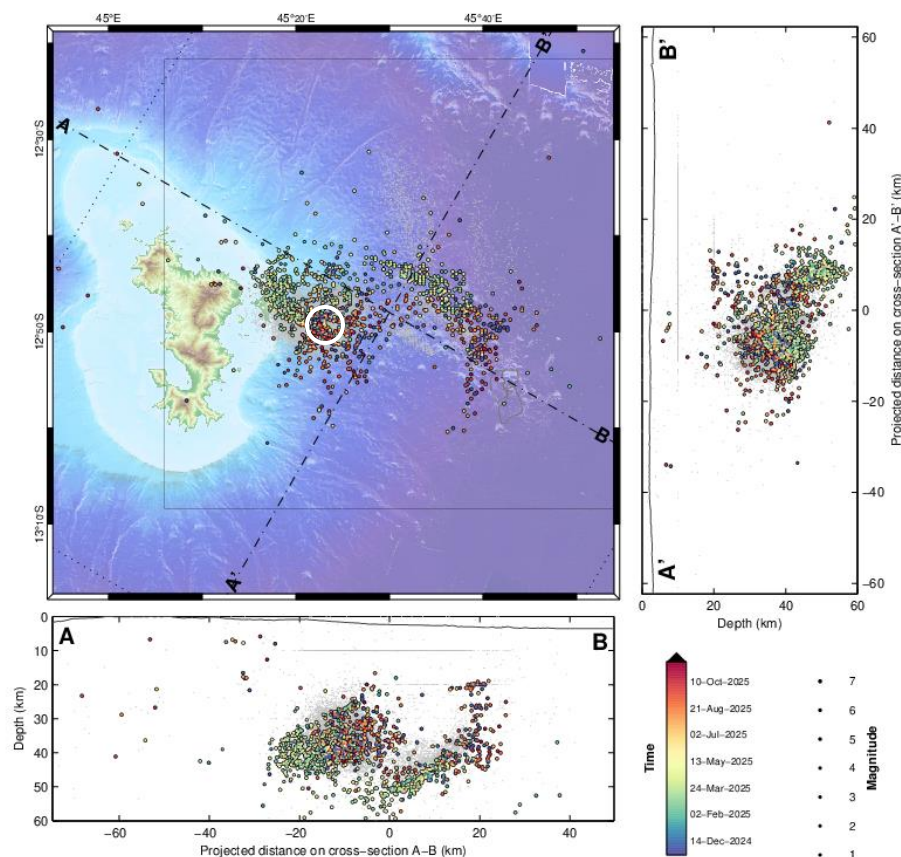 45°E 45°20'E 45°40'E
12°30'S
12°50'S
13°10'S
A
B
A'
B'
B'
A'
40
20
0
−20
−40
−60
Projected distance on cross−section A'−B' (km)
0 20 40 60
Depth (km)
A
B
0
10
20
30
40
50
60
Depth (km)
−60 −40 −20 0 20 40
Projected distance on cross−section A−B (km)
Time
10−Oct−2025
21−Aug−2025
02−Jul−2025
13−May−2025
24−Mar−2025
02−Feb−2025
14−Dec−2024
7
6
5
4
3
2
1
Magnitude